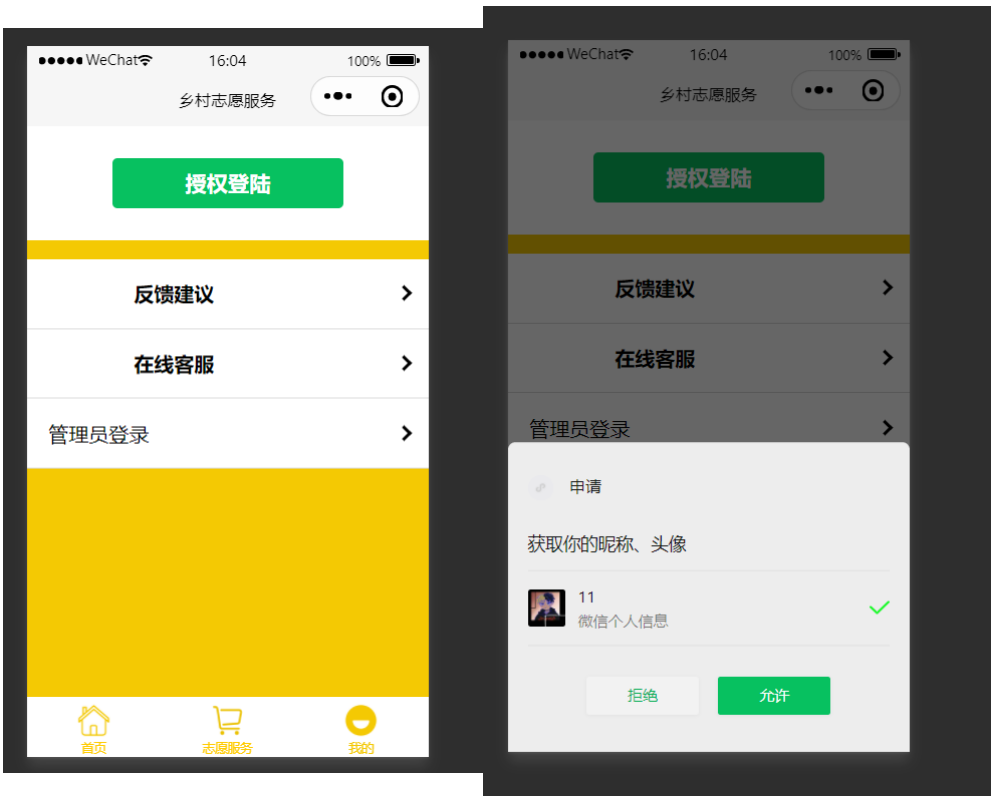 WeChat 16:04 100%
乡村志愿服务
授权登陆
反馈建议
在线客服
管理员登录
首页 志愿服务 我的
WeChat 16:04 100%
乡村志愿服务
授权登陆
反馈建议
在线客服
管理员登录
申请
获取你的昵称、头像
11
微信个人信息
拒绝 允许